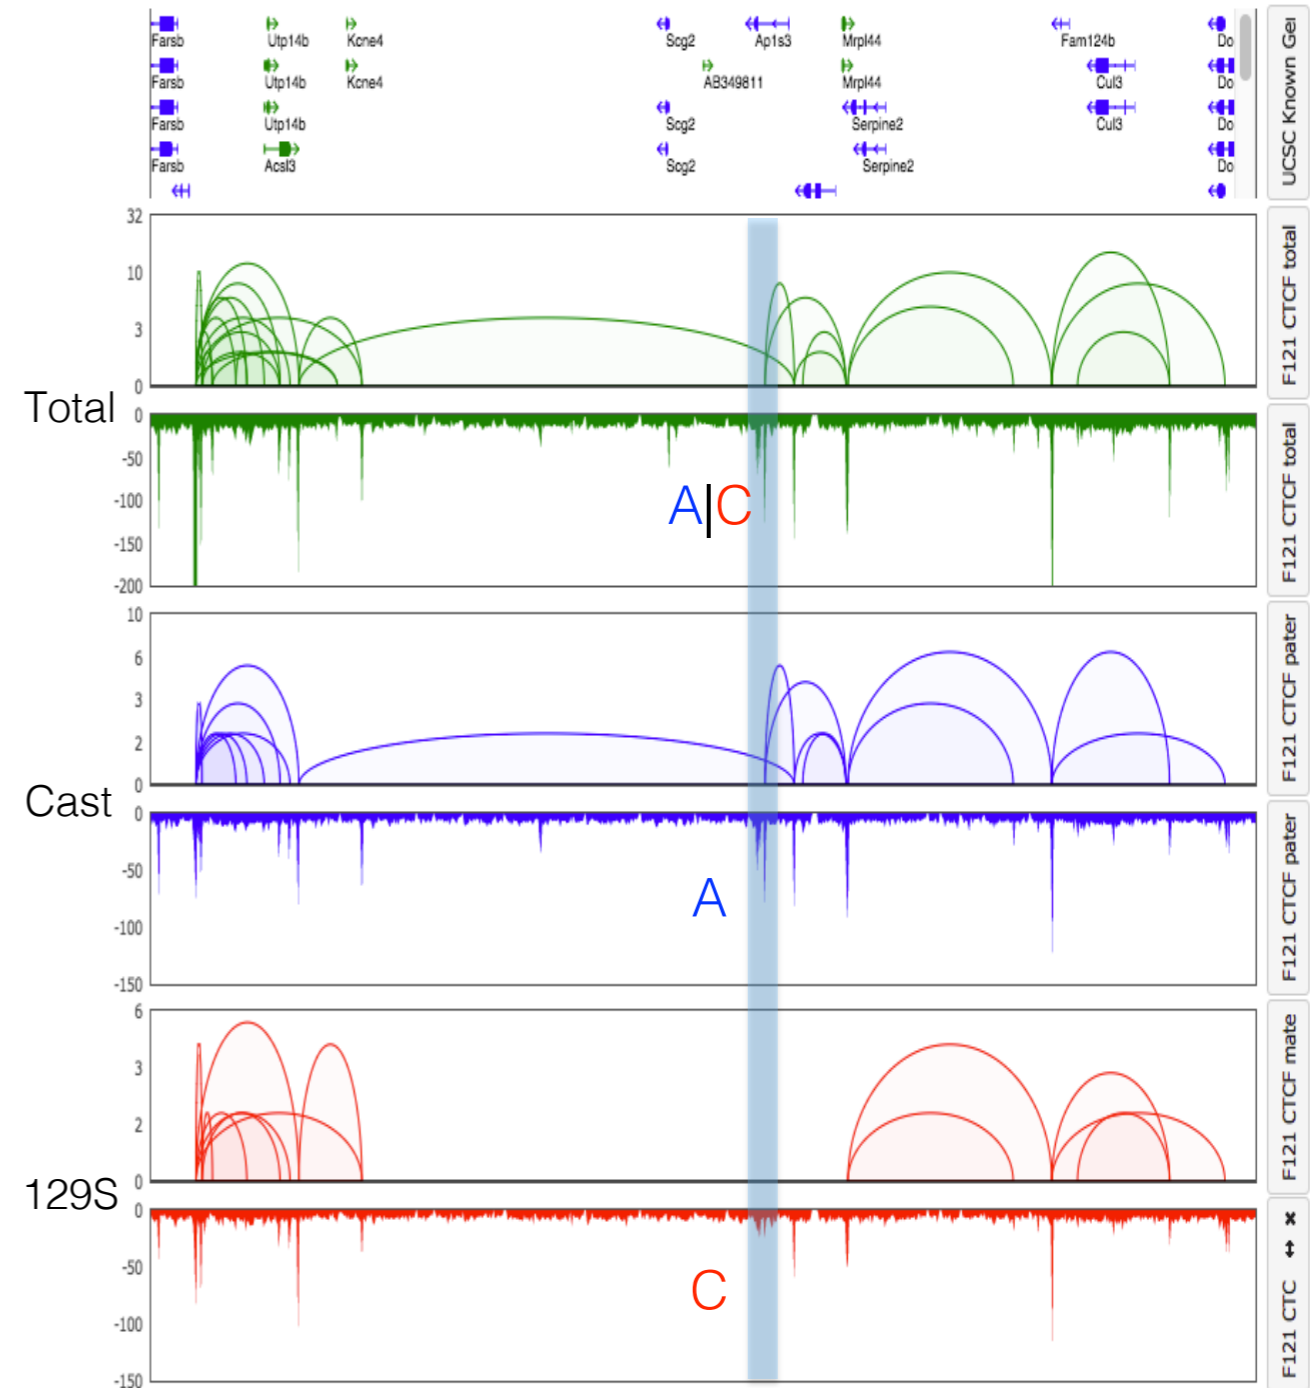 Farsb Utp14b Kcne4 Scg2 Ap1s3 Mrpl44 Fam124b Do
Farsb Utp14b Kcne4 AB349811 Mrpl44 Cul3 Do
Farsb Utp14b Scg2 Serpine2 Cul3 Do
Farsb Acsl3 Scg2 Serpine2 Do
UCSC Known Gei
32
10
3
0
F121 CTCF total
Total
0
-50
-100
-150
-200
A|C
F121 CTCF total
10
6
3
2
0
F121 CTCF pater
Cast
0
-50
-100
-150
A
F121 CTCF pater
6
3
2
0
F121 CTCF mate
129S
0
-50
-100
-150
C
F121 CTC